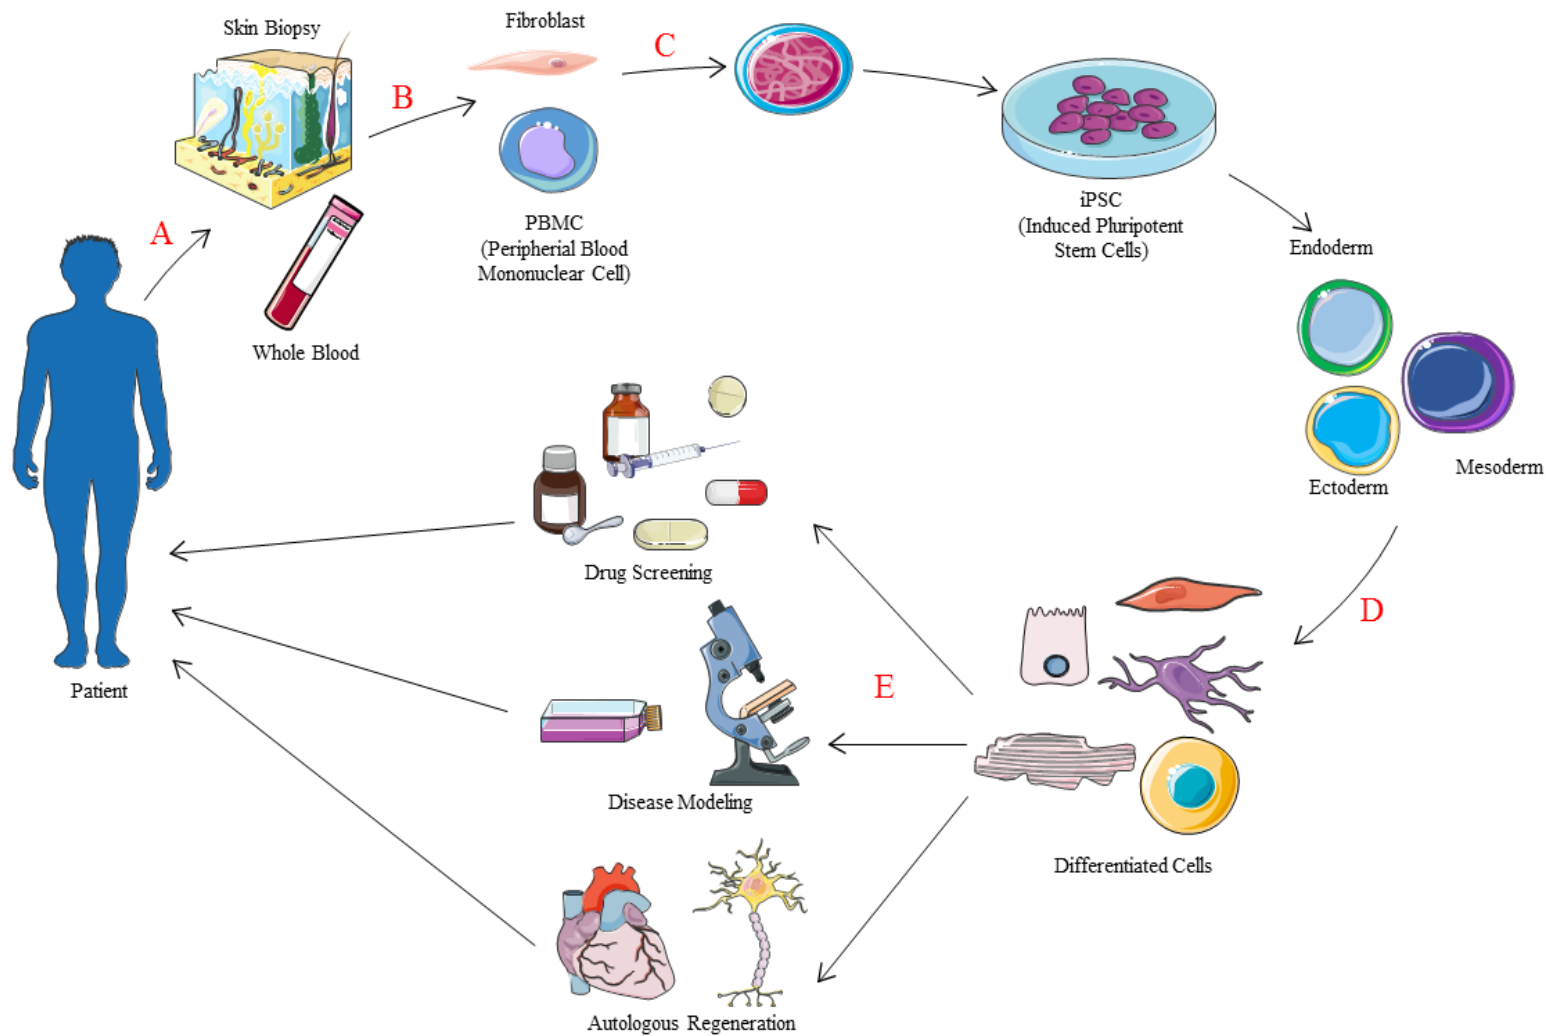 Skin Biopsy
Fibroblast
A
B
C
Whole Blood
PBMC
(Peripherial Blood
Mononuclear Cell)
iPSC
(Induced Pluripotent
Stem Cells)
Endoderm
Mesoderm
Ectoderm
D
Differentiated Cells
E
Drug Screening
Disease Modeling
Autologous Regeneration
Patient